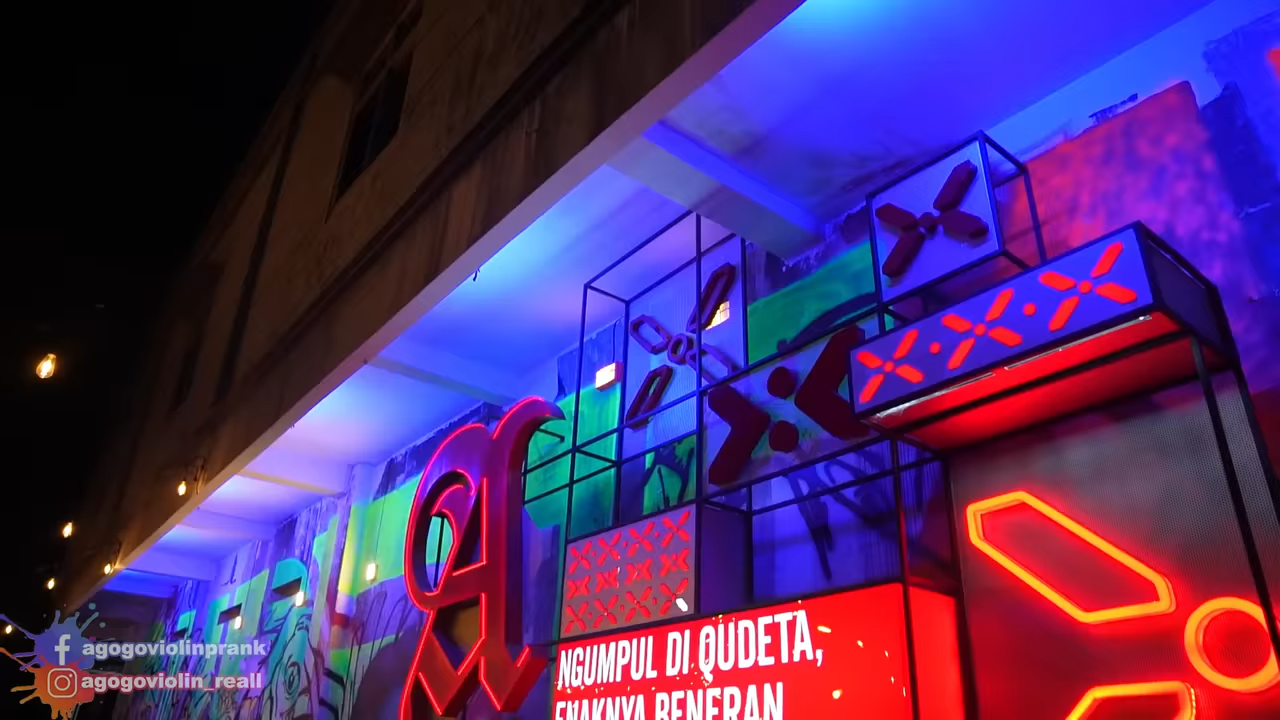 A
NGUMPUL DI QUDETA,
ENAKNYA BENERAN
agogoviolinprank
agogoviolin_reall